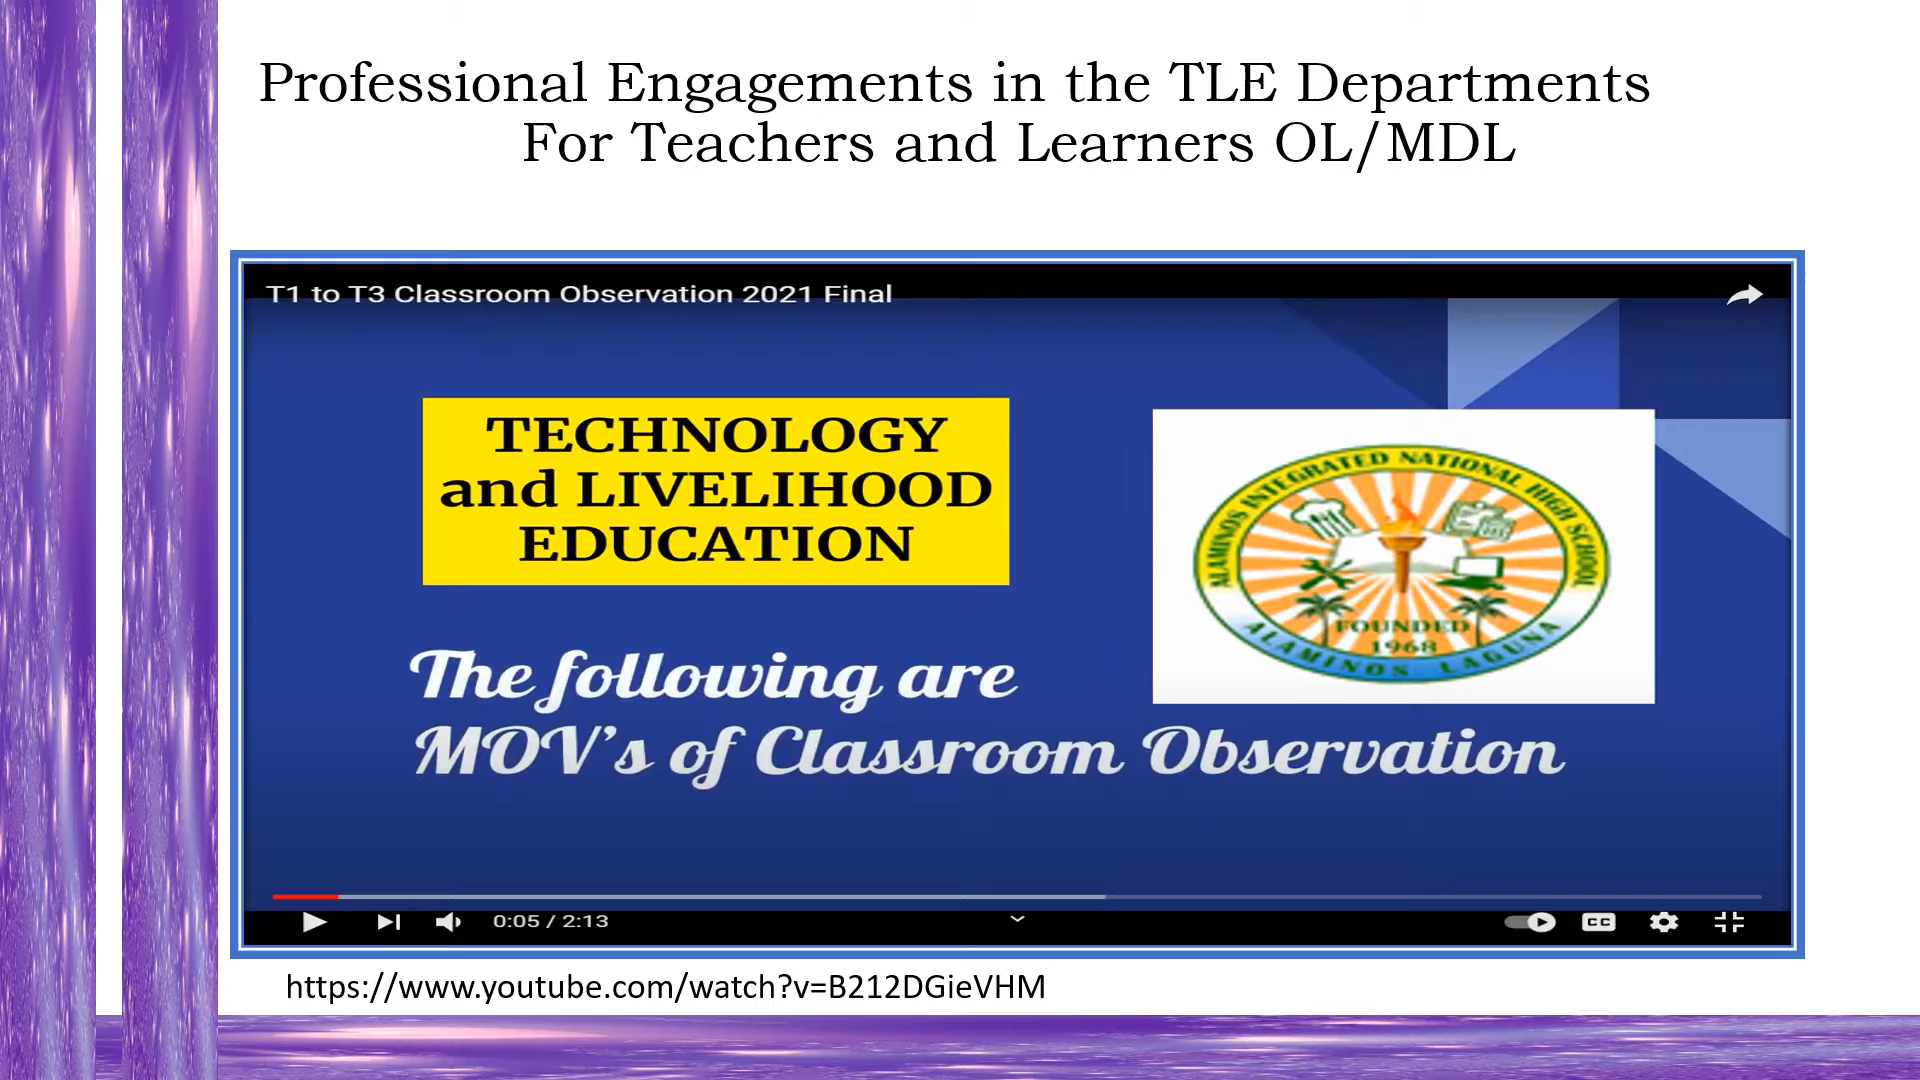 Professional Engagements in the TLE Departments
For Teachers and Learners OL/MDL
T1 to T3 Classroom Observation 2021 Final
TECHNOLOGY
and LIVELIHOOD
EDUCATION
ALAMINOS INTEGRATED NATIONAL HIGH SCHOOL
FOUNDED
1968
ALAMINOS LAGUNA
The following are
MOV's of Classroom Observation
0:05 / 2:13
CC
https://www.youtube.com/watch?v=B212DGieVHM